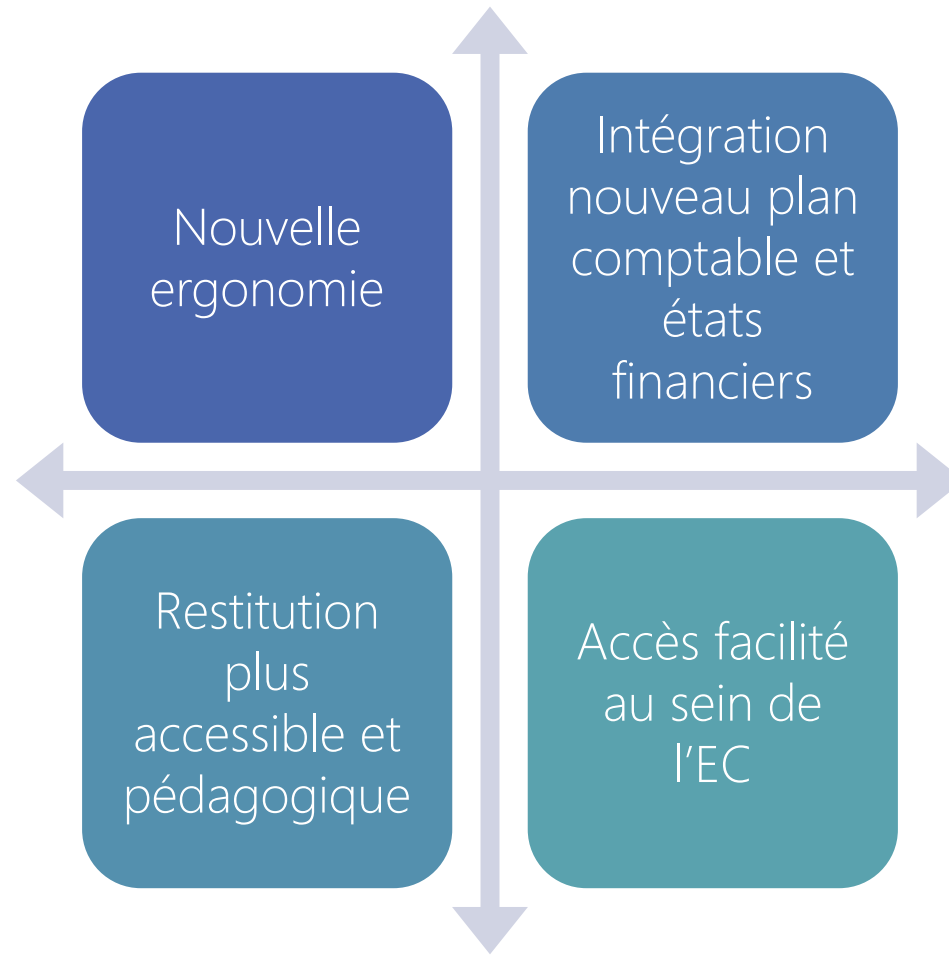 Nouvelle
ergonomie
Intégration
nouveau plan
comptable et
états
financiers
Restitution
plus
accessible et
pédagogique
Accès facilité
au sein de
l’EC